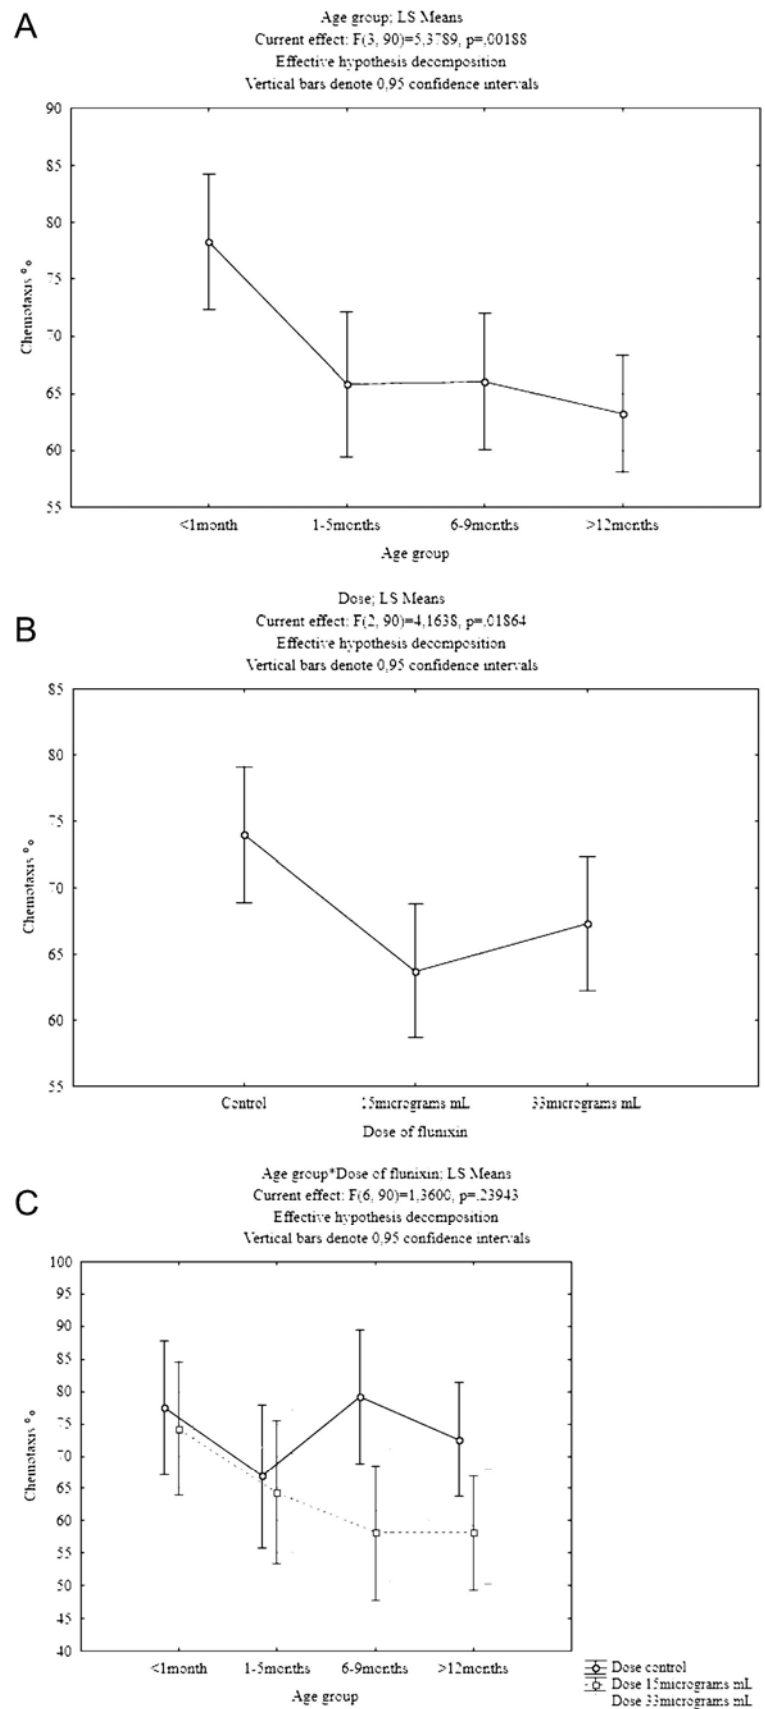 A
Age group; LS Means
Current effect: F(3, 90)=5,3789, p=,00188
Effective hypothesis decomposition
Vertical bars denote 0,95 confidence intervals
90
85
80
75
70
65
60
55
Chemotaxis %
<1month 1-5months 6-9months >12months
Age group
B
Dose; LS Means
Current effect: F(2, 90)=4,1638, p=,01864
Effective hypothesis decomposition
Vertical bars denote 0,95 confidence intervals
85
80
75
70
65
60
55
Chemotaxis %
Control 15micrograms mL 33micrograms mL
Dose of flunixin
C
Age group*Dose of flunixin; LS Means
Current effect: F(6, 90)=1,3600, p=,23943
Effective hypothesis decomposition
Vertical bars denote 0,95 confidence intervals
100
95
90
85
80
75
70
65
60
55
50
45
40
Chemotaxis %
<1month 1-5months 6-9months >12months
Age group
Dose control
Dose 15micrograms mL
Dose 33micrograms mL